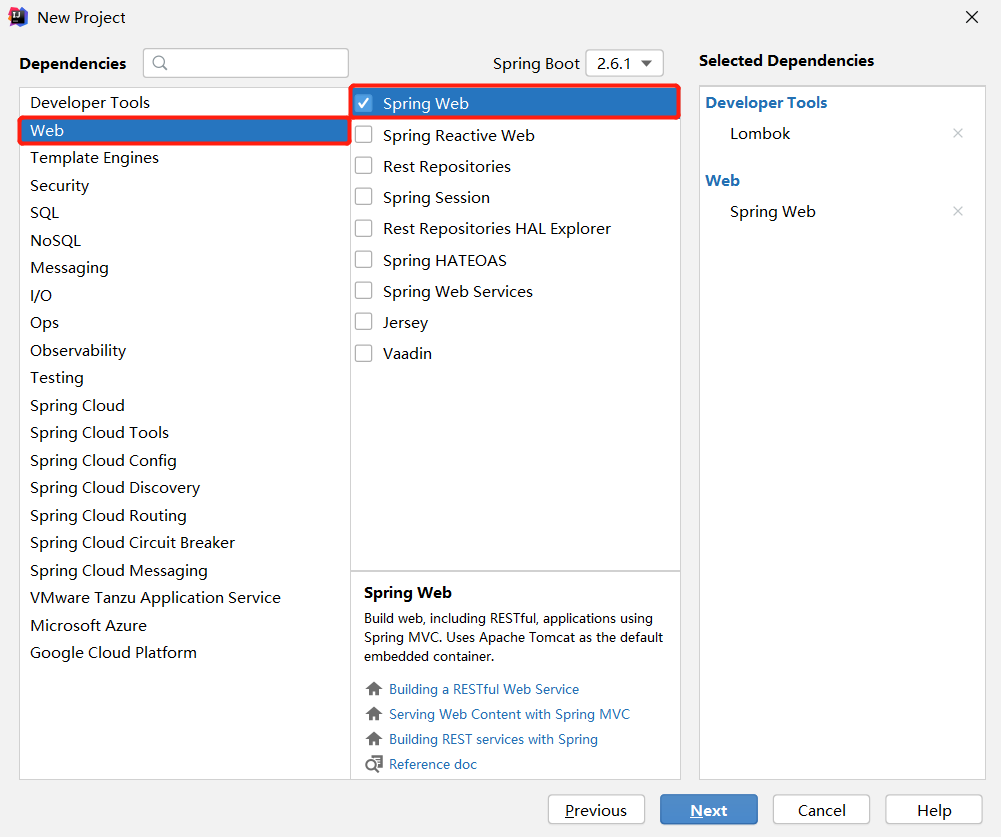 New Project
Dependencies
Spring Boot 2.6.1
Selected Dependencies
Developer Tools
Web
Template Engines
Security
SQL
NoSQL
Messaging
I/O
Ops
Observability
Testing
Spring Cloud
Spring Cloud Tools
Spring Cloud Config
Spring Cloud Discovery
Spring Cloud Routing
Spring Cloud Circuit Breaker
Spring Cloud Messaging
VMware Tanzu Application Service
Microsoft Azure
Google Cloud Platform
Spring Web
Spring Reactive Web
Rest Repositories
Spring Session
Rest Repositories HAL Explorer
Spring HATEOAS
Spring Web Services
Jersey
Vaadin
Spring Web
Build web, including RESTful, applications using
Spring MVC. Uses Apache Tomcat as the default
embedded container.
Building a RESTful Web Service
Serving Web Content with Spring MVC
Building REST services with Spring
Reference doc
Developer Tools
Lombok
Web
Spring Web
Previous
Next
Cancel
Help